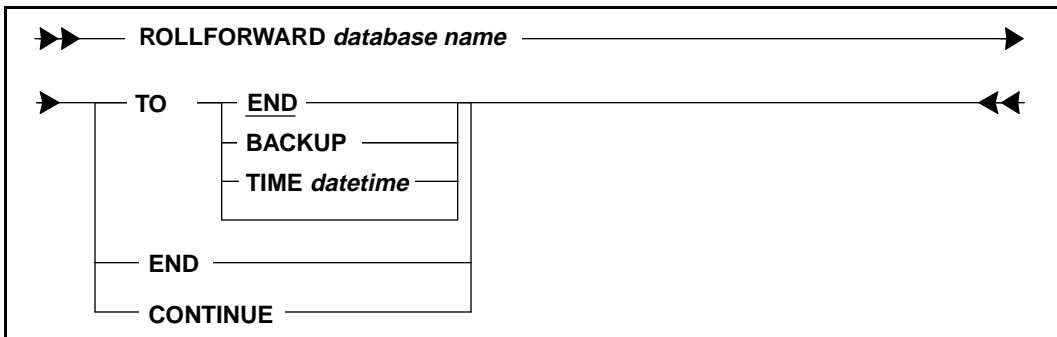 ROLLFORWARD database name
TO END
BACKUP
TIME datetime
END
CONTINUE